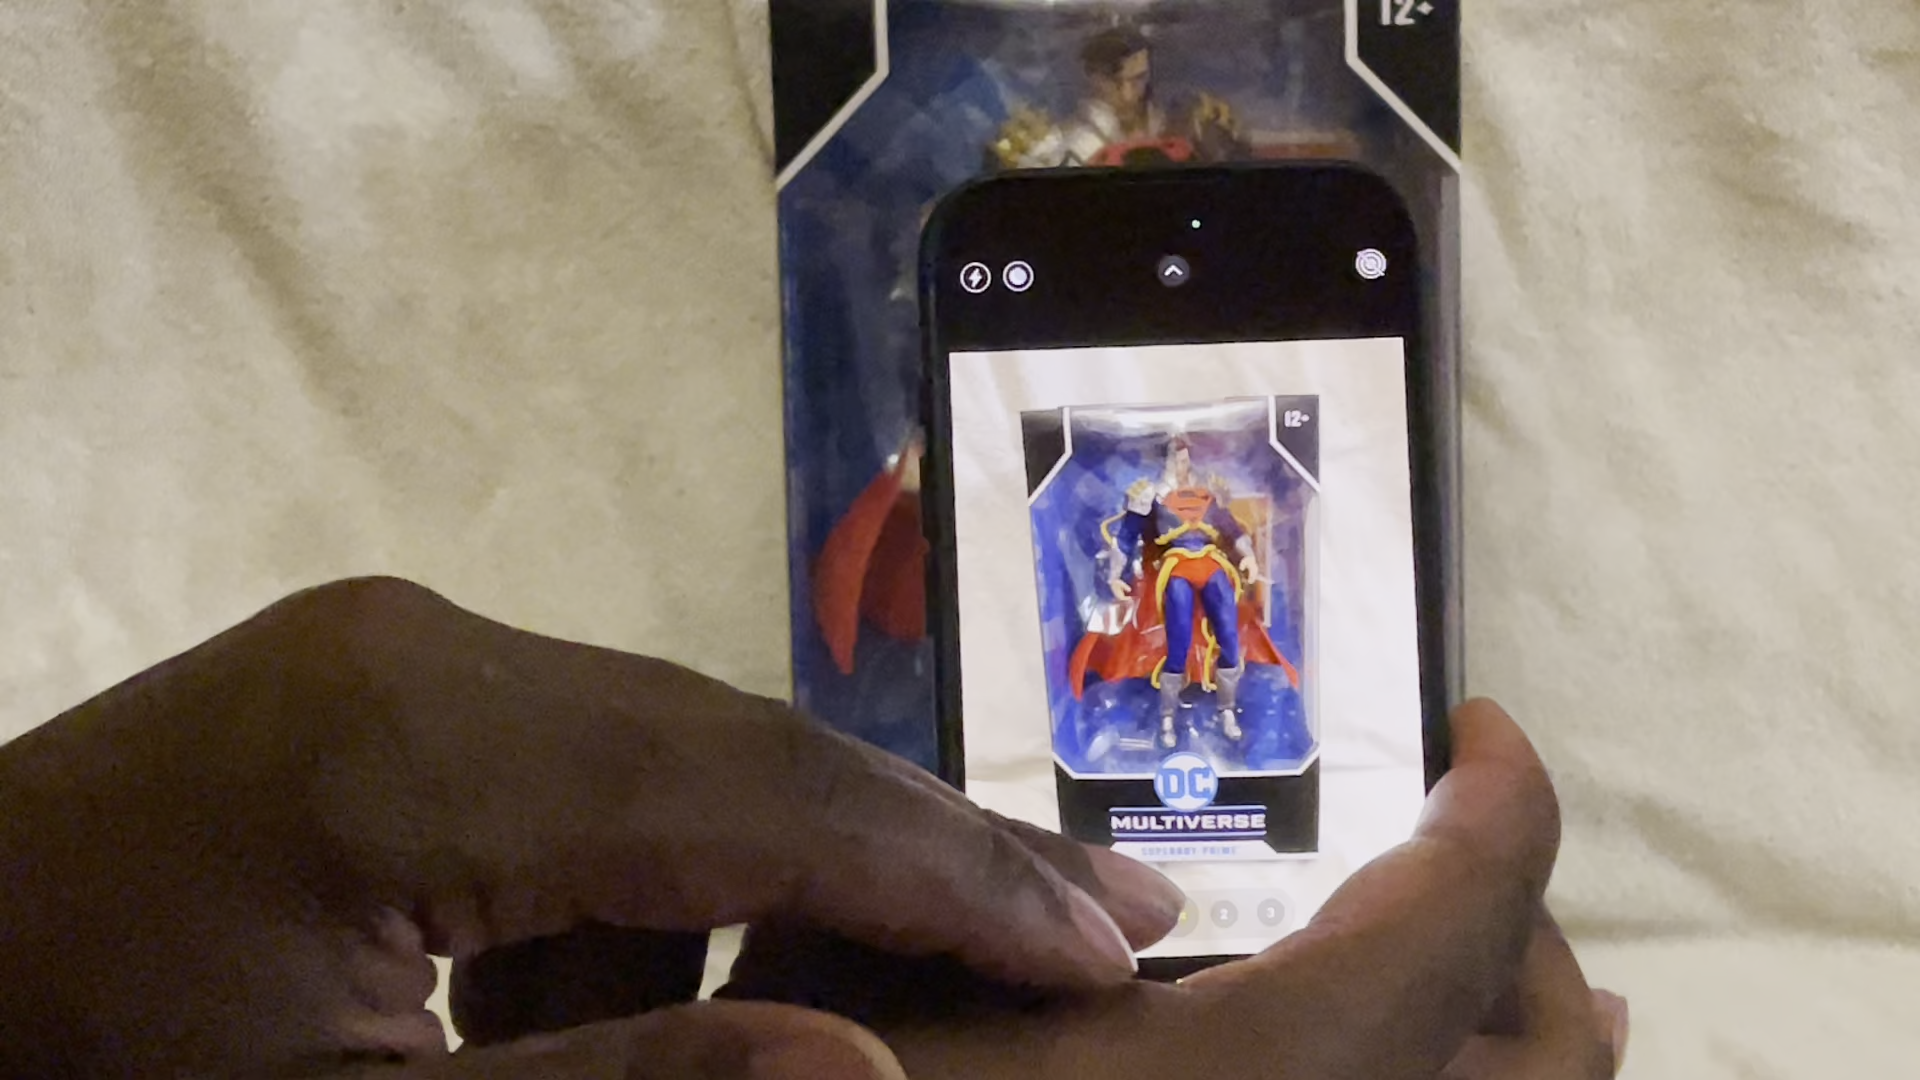 12+
12+
DC
MULTIVERSE
SUPERBOY PRIME
2
3